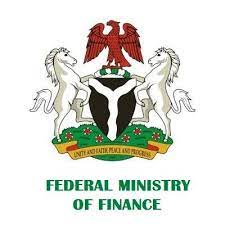 UNITY AND FAITH PEACE AND PROGRESS
FEDERAL MINISTRY
OF FINANCE